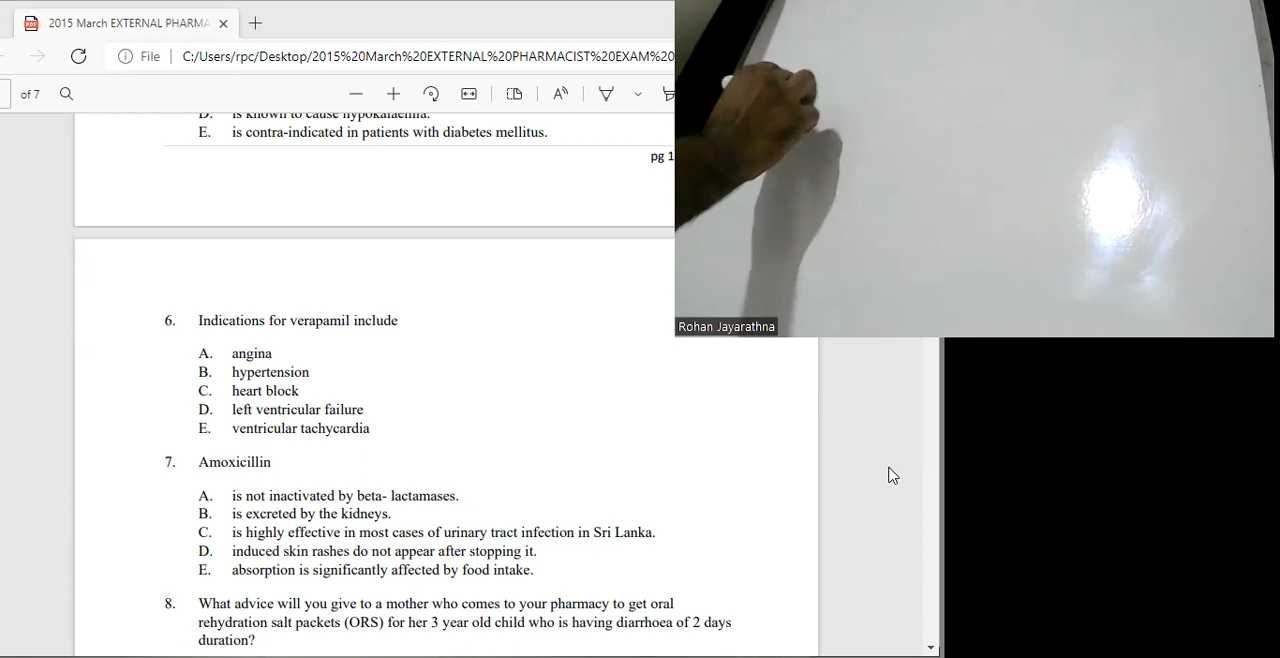 2015 March EXTERNAL PHARMA
File
C:/Users/rpc/Desktop/2015%20March%20EXTERNAL%20PHARMACIST%20EXAM%20
of 7
D. is known to cause hypokalaemia.
E. is contra-indicated in patients with diabetes mellitus.
pg 1
Rohan Jayarathna
6. Indications for verapamil include
A. angina
B. hypertension
C. heart block
D. left ventricular failure
E. ventricular tachycardia
7. Amoxicillin
A. is not inactivated by beta- lactamases.
B. is excreted by the kidneys.
C. is highly effective in most cases of urinary tract infection in Sri Lanka.
D. induced skin rashes do not appear after stopping it.
E. absorption is significantly affected by food intake.
8. What advice will you give to a mother who comes to your pharmacy to get oral
rehydration salt packets (ORS) for her 3 year old child who is having diarrhoea of 2 days
duration?